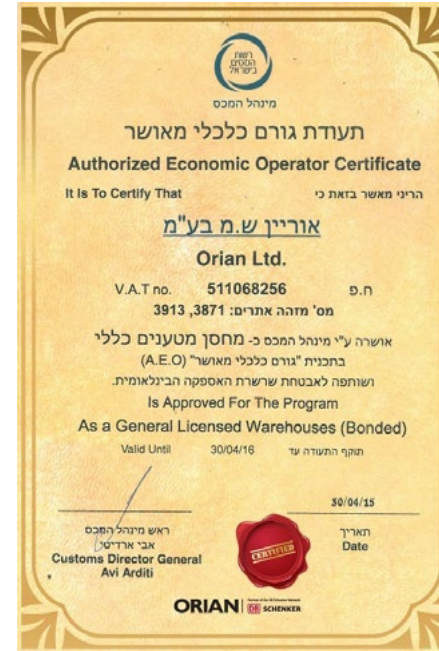 רשות
המסים
בישראל
מינהל המכס
תעודת גורם כלכלי מאושר
Authorized Economic Operator Certificate
It Is To Certify That הריני מאשר בזאת כי
אוריין ש.מ בע"מ
Orian Ltd.
V.A.T no. 511068256 ח.פ
מס' מזהה אתרים: 3871, 3913
אושרה ע"י מינהל המכס כ- מחסן מטענים כללי
בתכנית "גורם כלכלי מאושר" (A.E.O)
ושותפה לאבטחת שרשרת האספקה הבינלאומית.
Is Approved For The Program
As a General Licensed Warehouses (Bonded)
Valid Until 30/04/16 תוקף התעודה עד
30/04/15
ראש מינהל המכס
אבי ארדיטי
Customs Director General
Avi Arditi
תאריך
Date
CERTIFIED
ORIAN DB SCHENKER